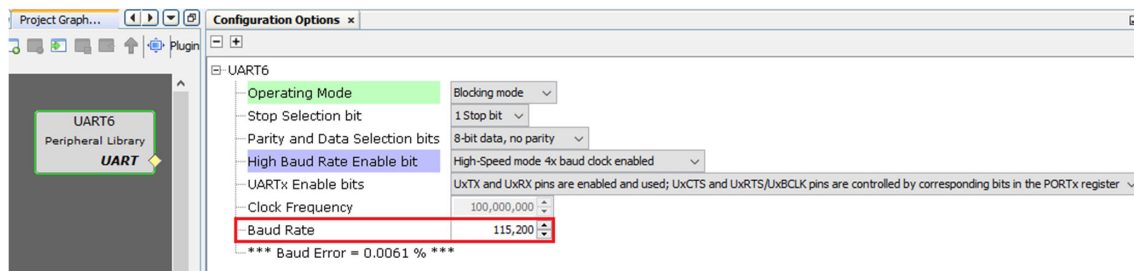 Project Graph...
Configuration Options ×
Plugin
UART6
UART6
Peripheral Library
UART
Operating Mode Blocking mode
Stop Selection bit 1 Stop bit
Parity and Data Selection bits 8-bit data, no parity
High Baud Rate Enable bit High-Speed mode 4x baud clock enabled
UARTx Enable bits UxTX and UxRX pins are enabled and used; UxCTS and UxRTS/UxBCLK pins are controlled by corresponding bits in the PORTx register
Clock Frequency 100,000,000
Baud Rate 115,200
*** Baud Error = 0.0061 % ***